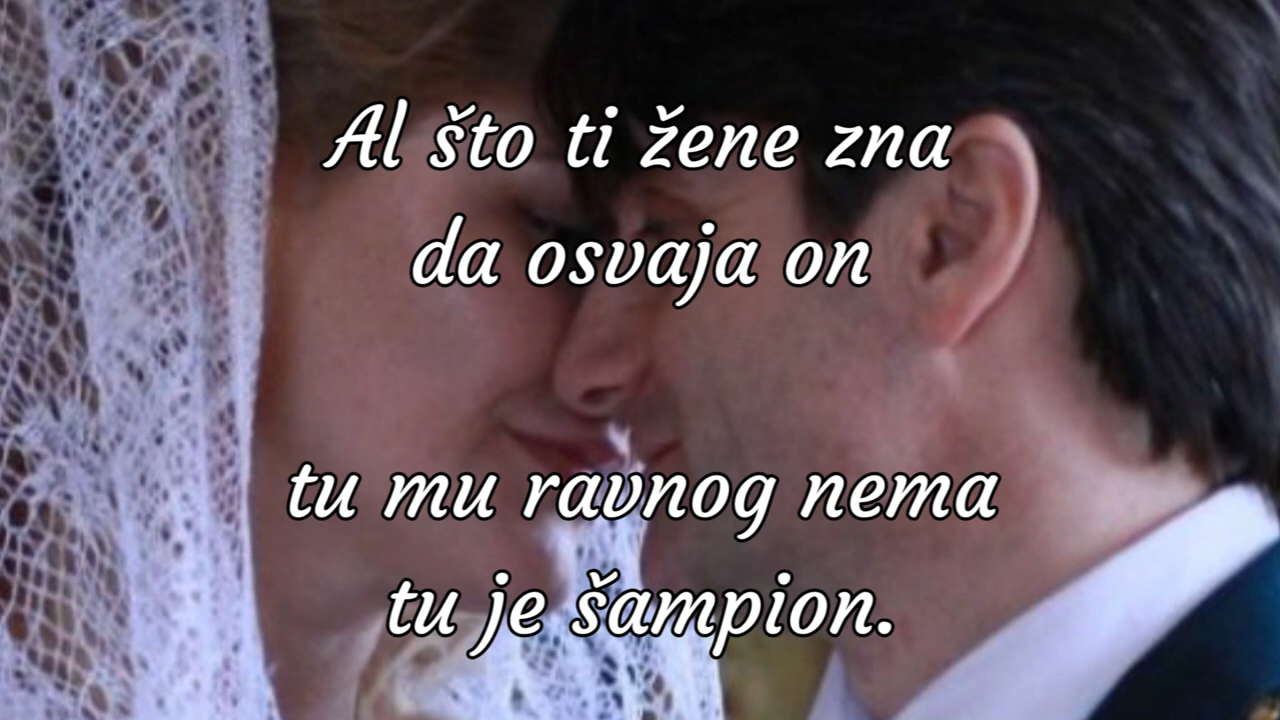 Al što ti žene zna
da osvaja on
tu mu ravnog nema
tu je šampion.